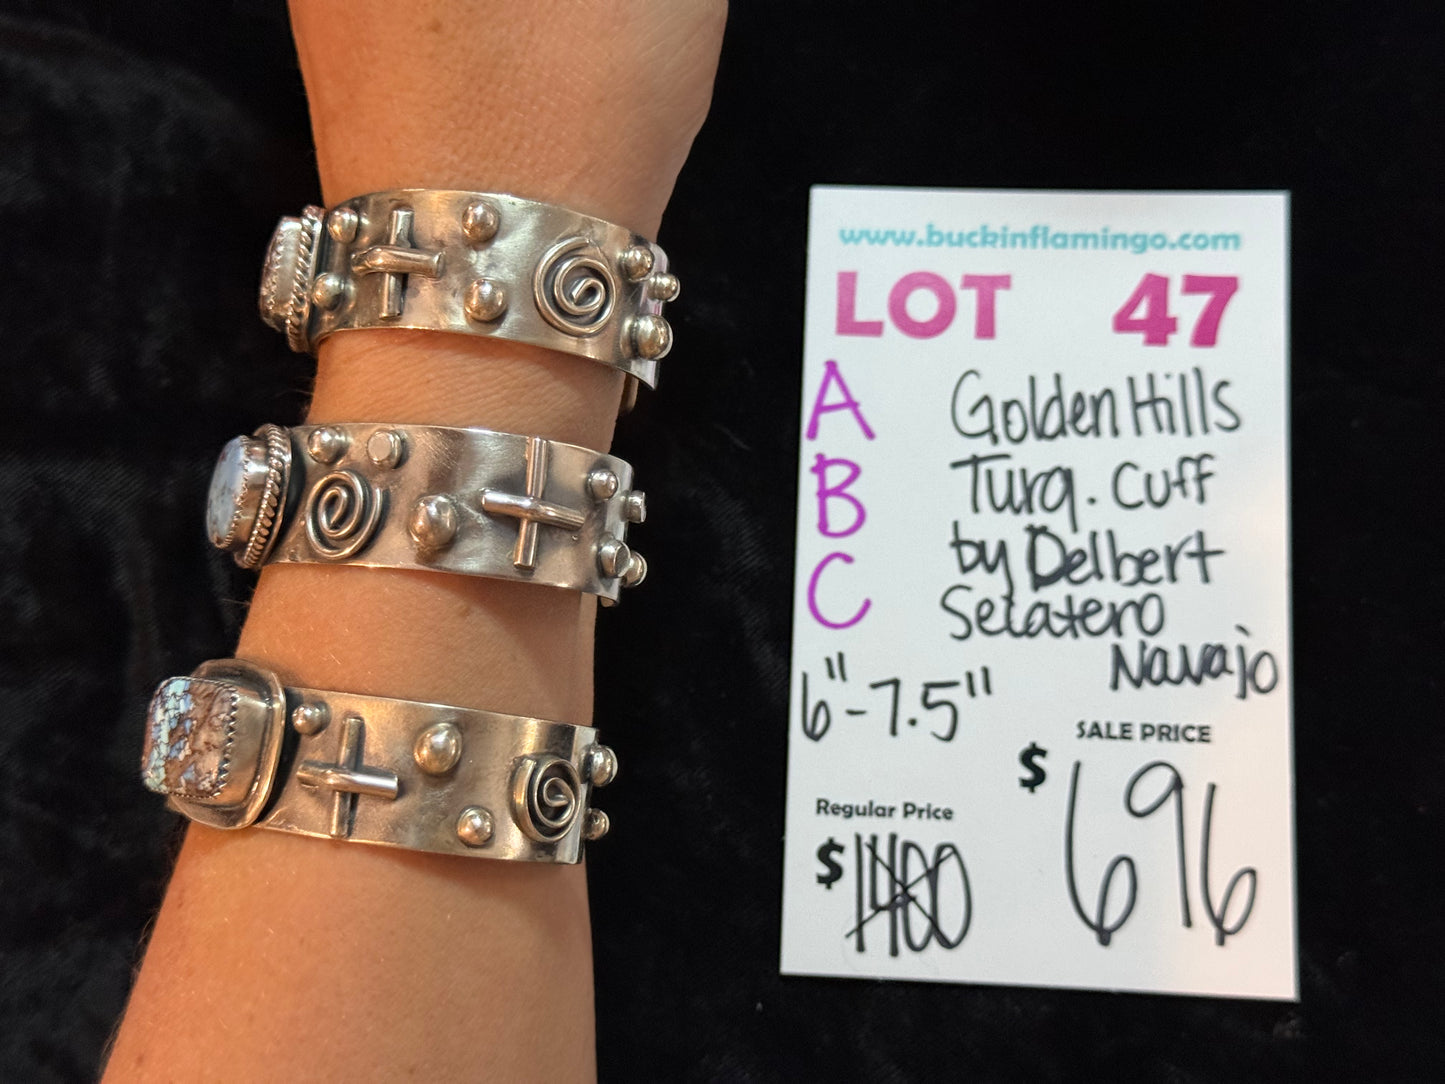 www.buckinflamingo.com
LOT 47
A
B
C
Golden Hills
Turq. Cuff
by Delbert
Secatero
Navajo
6" - 7.5"
SALE PRICE
$ 696
Regular Price
$ 1400